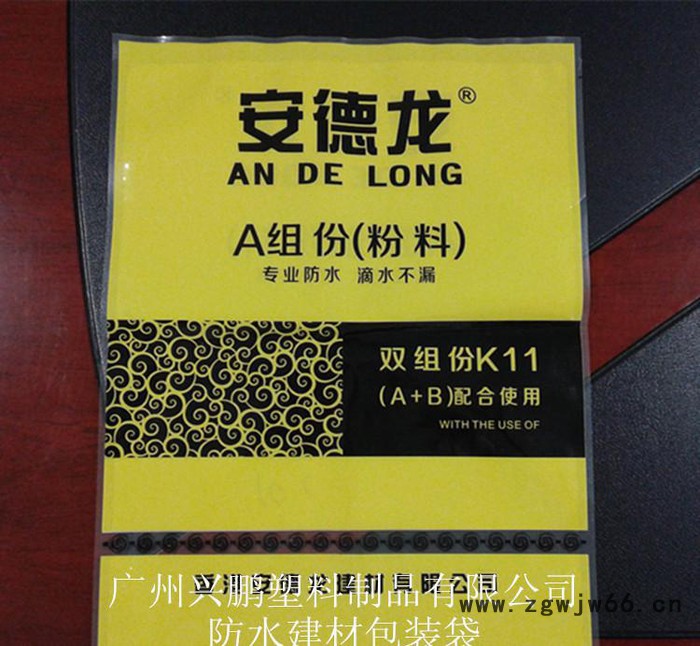 安德龙®
AN DE LONG
A组份(粉料)
专业防水 滴水不漏
双组份K11
(A+B)配合使用
WITH THE USE OF
广州兴鹏塑料制品有限公司
www.zgwjw66.cn
防水建材包装袋